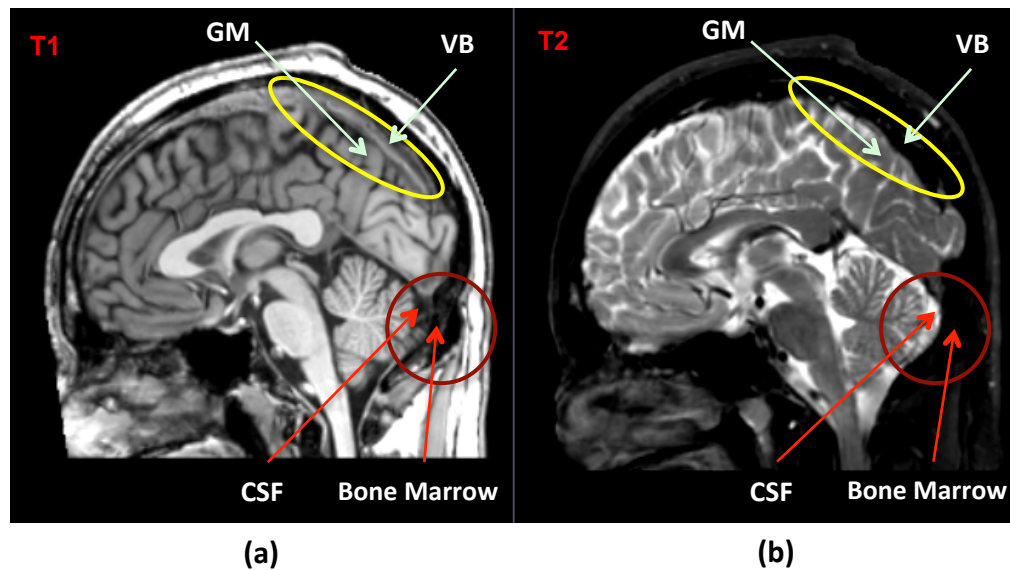 T1
GM
VB
CSF
Bone Marrow
(a)
T2
GM
VB
CSF
Bone Marrow
(b)